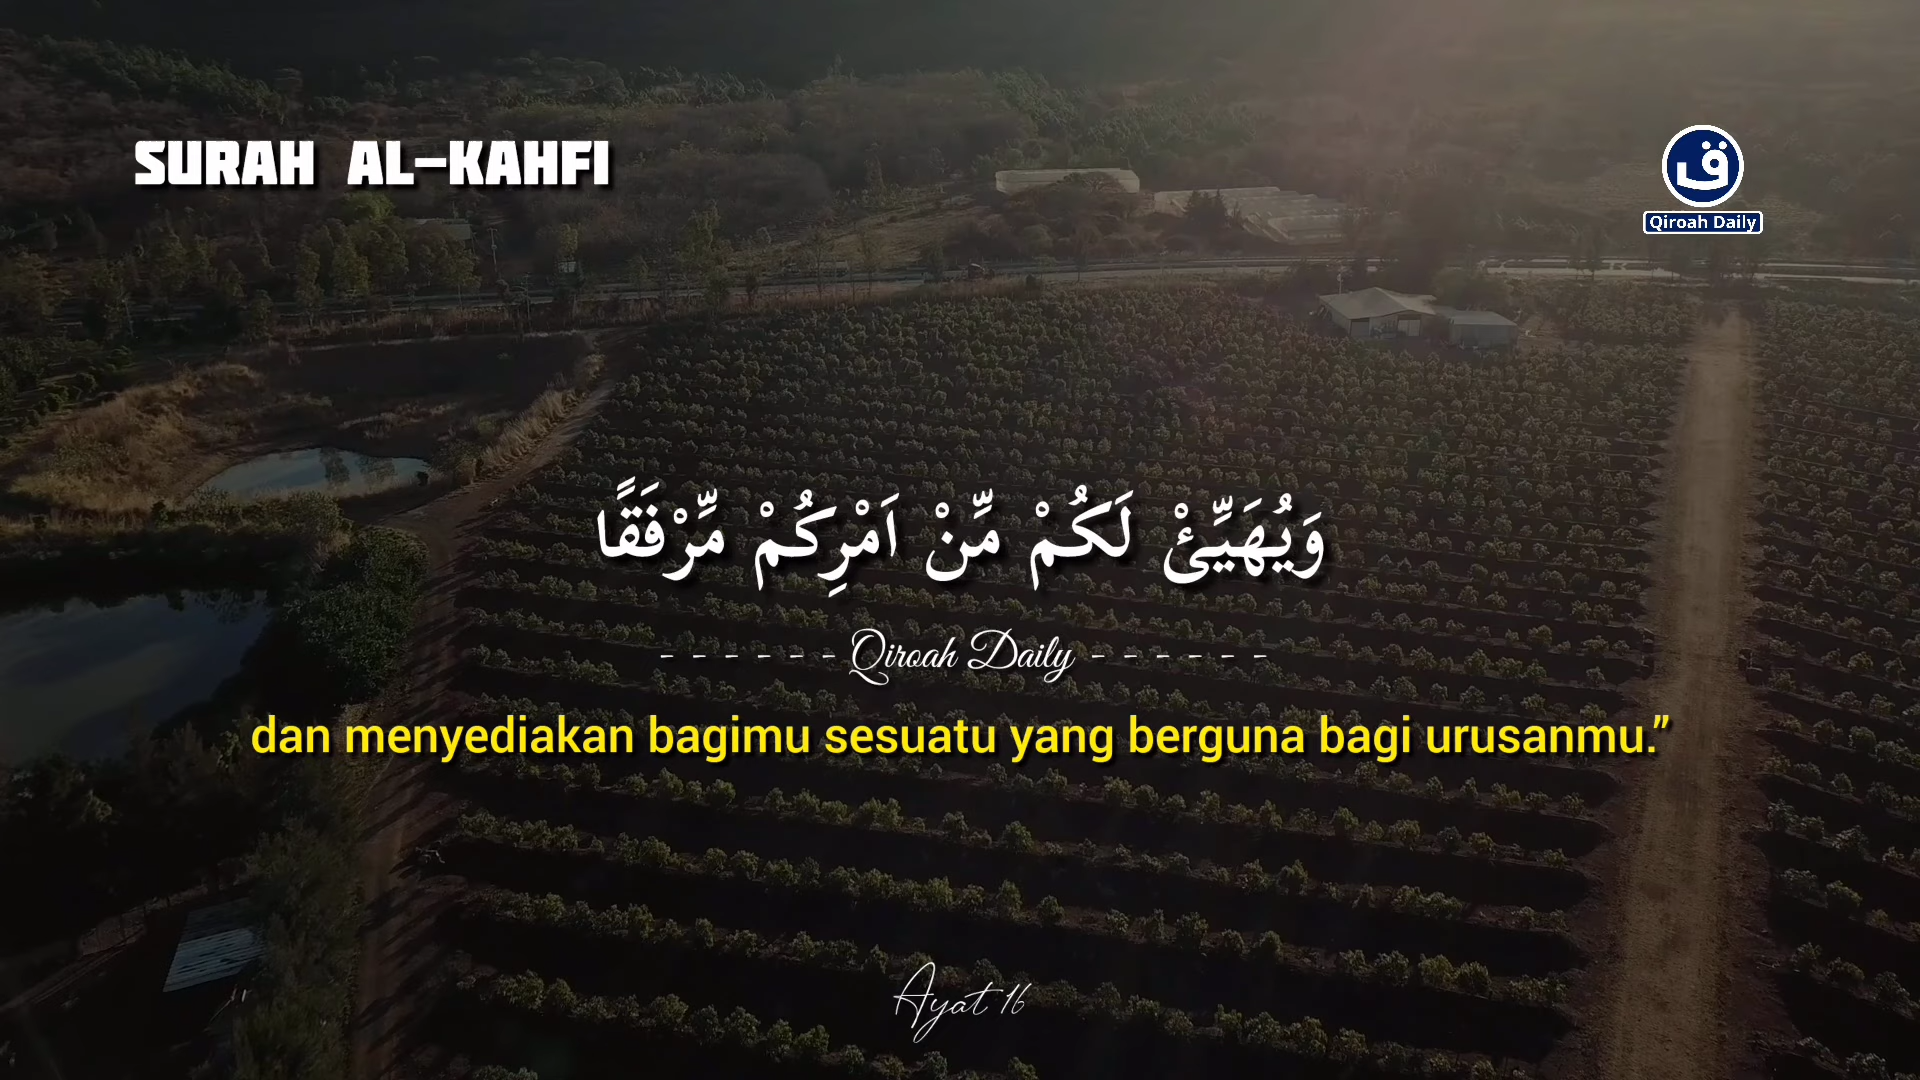 SURAH AL-KAHFI
ق
Qiroah Daily
وَيُهَيِّئْ لَكُمْ مِّنْ اَمْرِكُمْ مِّرْفَقًا
- - - - - - Qiroah Daily - - - - - -
dan menyediakan bagimu sesuatu yang berguna bagi urusanmu.”
Ayat 16